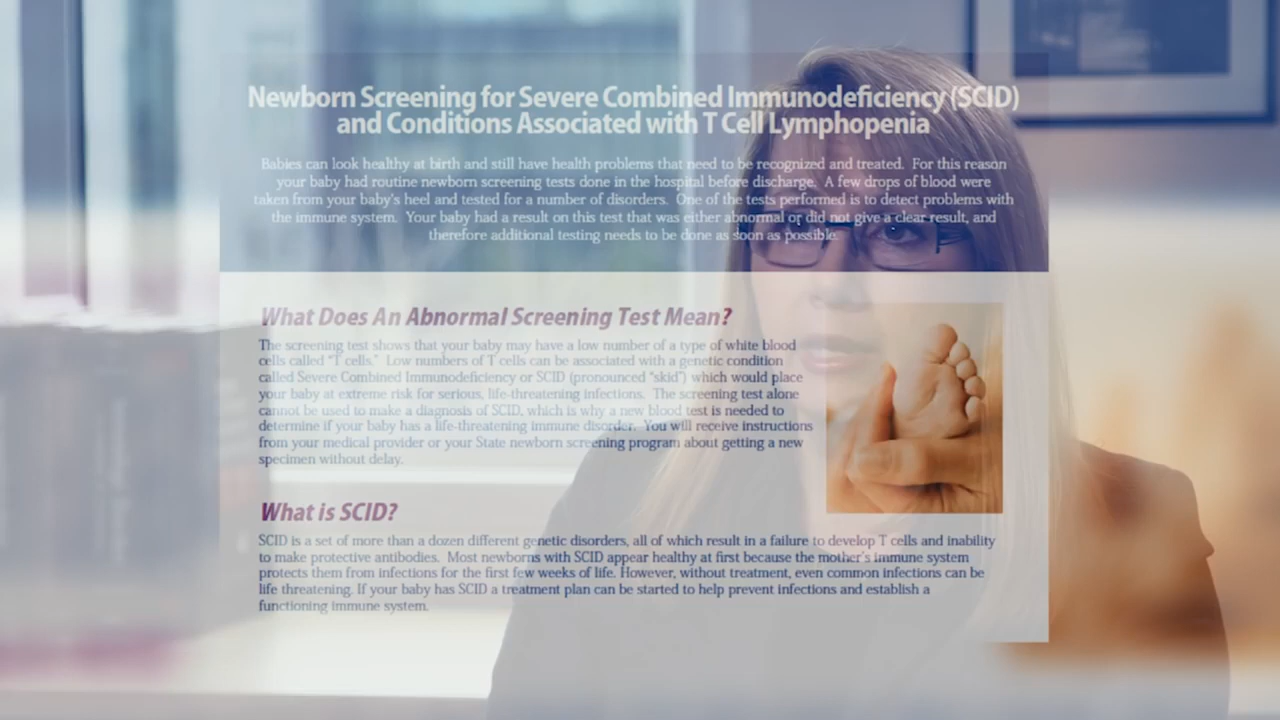 Newborn Screening for Severe Combined Immunodeficiency (SCID)
and Conditions Associated with T Cell Lymphopenia
Babies can look healthy at birth and still have health problems that need to be recognized and treated.  For this reason
your baby had routine newborn screening tests done in the hospital before discharge.  A few drops of blood were
taken from your baby's heel and tested for a number of disorders.  One of the tests performed is to detect problems with
the immune system.  Your baby had a result on this test that was either abnormal or did not give a clear result, and
therefore additional testing needs to be done as soon as possible.
What Does An Abnormal Screening Test Mean?
The screening test shows that your baby may have a low number of a type of white blood
cells called "T cells."  Low numbers of T cells can be associated with a genetic condition
called Severe Combined Immunodeficiency or SCID (pronounced "skid") which would place
your baby at extreme risk for serious, life-threatening infections.  The screening test alone
cannot be used to make a diagnosis of SCID, which is why a new blood test is needed to
determine if your baby has a life-threatening immune disorder.  You will receive instructions
from your medical provider or your State newborn screening program about getting a new
specimen without delay.
What is SCID?
SCID is a set of more than a dozen different genetic disorders, all of which result in a failure to develop T cells and inability
to make protective antibodies.  Most newborns with SCID appear healthy at first because the mother's immune system
protects them from infections for the first few weeks of life. However, without treatment, even common infections can be
life threatening. If your baby has SCID a treatment plan can be started to help prevent infections and establish a
functioning immune system.